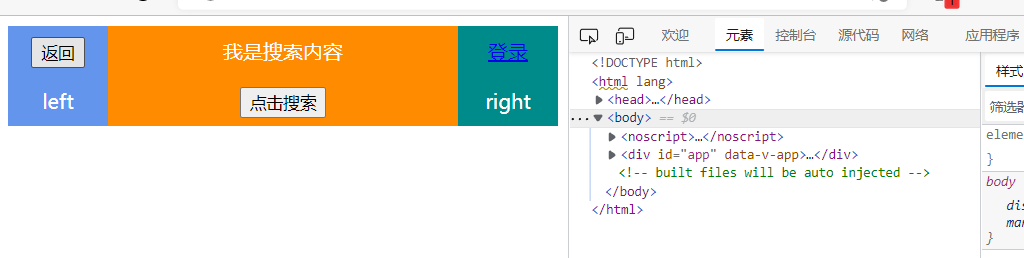 返回
我是搜索内容
登录
left
点击搜索
right
欢迎
元素
控制台
源代码
网络
应用程序
<!DOCTYPE html>
<html lang>
<head>…</head>
<body> == $0
<noscript>…</noscript>
<div id="app" data-v-app>…</div>
<!-- built files will be auto injected -->
</body>
</html>
样式
筛选器
eleme
}
body
dis
mar
}